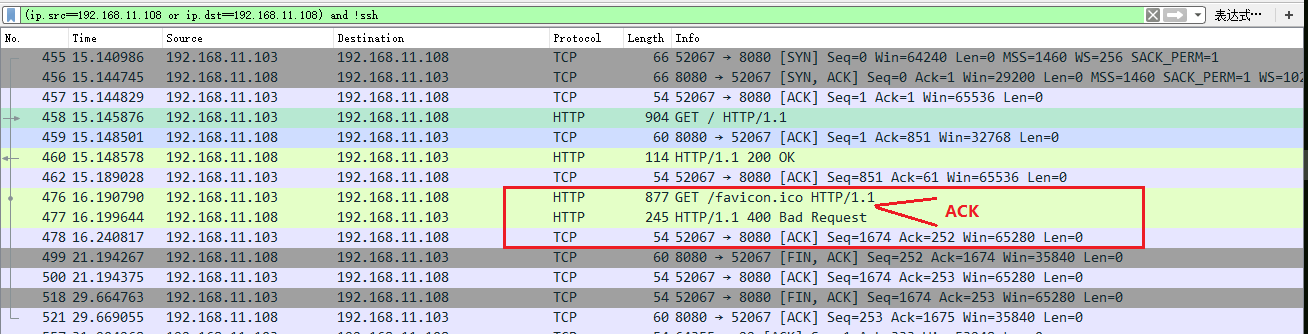 (ip.src==192.168.11.108 or ip.dst==192.168.11.108) and !ssh 表达式… +
No. Time Source Destination Protocol Length Info
455 15.140986 192.168.11.103 192.168.11.108 TCP 66 52067 → 8080 [SYN] Seq=0 Win=64240 Len=0 MSS=1460 WS=256 SACK_PERM=1
456 15.144745 192.168.11.108 192.168.11.103 TCP 66 8080 → 52067 [SYN, ACK] Seq=0 Ack=1 Win=29200 Len=0 MSS=1460 SACK_PERM=1 WS=102
457 15.144829 192.168.11.103 192.168.11.108 TCP 54 52067 → 8080 [ACK] Seq=1 Ack=1 Win=65536 Len=0
458 15.145876 192.168.11.103 192.168.11.108 HTTP 904 GET / HTTP/1.1
459 15.148501 192.168.11.108 192.168.11.103 TCP 60 8080 → 52067 [ACK] Seq=1 Ack=851 Win=32768 Len=0
460 15.148578 192.168.11.108 192.168.11.103 HTTP 114 HTTP/1.1 200 OK
462 15.189028 192.168.11.103 192.168.11.108 TCP 54 52067 → 8080 [ACK] Seq=851 Ack=61 Win=65536 Len=0
476 16.190790 192.168.11.103 192.168.11.108 HTTP 877 GET /favicon.ico HTTP/1.1
ACK
477 16.199644 192.168.11.108 192.168.11.103 HTTP 245 HTTP/1.1 400 Bad Request
478 16.240817 192.168.11.103 192.168.11.108 TCP 54 52067 → 8080 [ACK] Seq=1674 Ack=252 Win=65280 Len=0
499 21.194267 192.168.11.108 192.168.11.103 TCP 60 8080 → 52067 [FIN, ACK] Seq=252 Ack=1674 Win=35840 Len=0
500 21.194375 192.168.11.103 192.168.11.108 TCP 54 52067 → 8080 [ACK] Seq=1674 Ack=253 Win=65280 Len=0
518 29.664763 192.168.11.103 192.168.11.108 TCP 54 52067 → 8080 [FIN, ACK] Seq=1674 Ack=253 Win=65280 Len=0
521 29.669055 192.168.11.108 192.168.11.103 TCP 60 8080 → 52067 [ACK] Seq=253 Ack=1675 Win=35840 Len=0